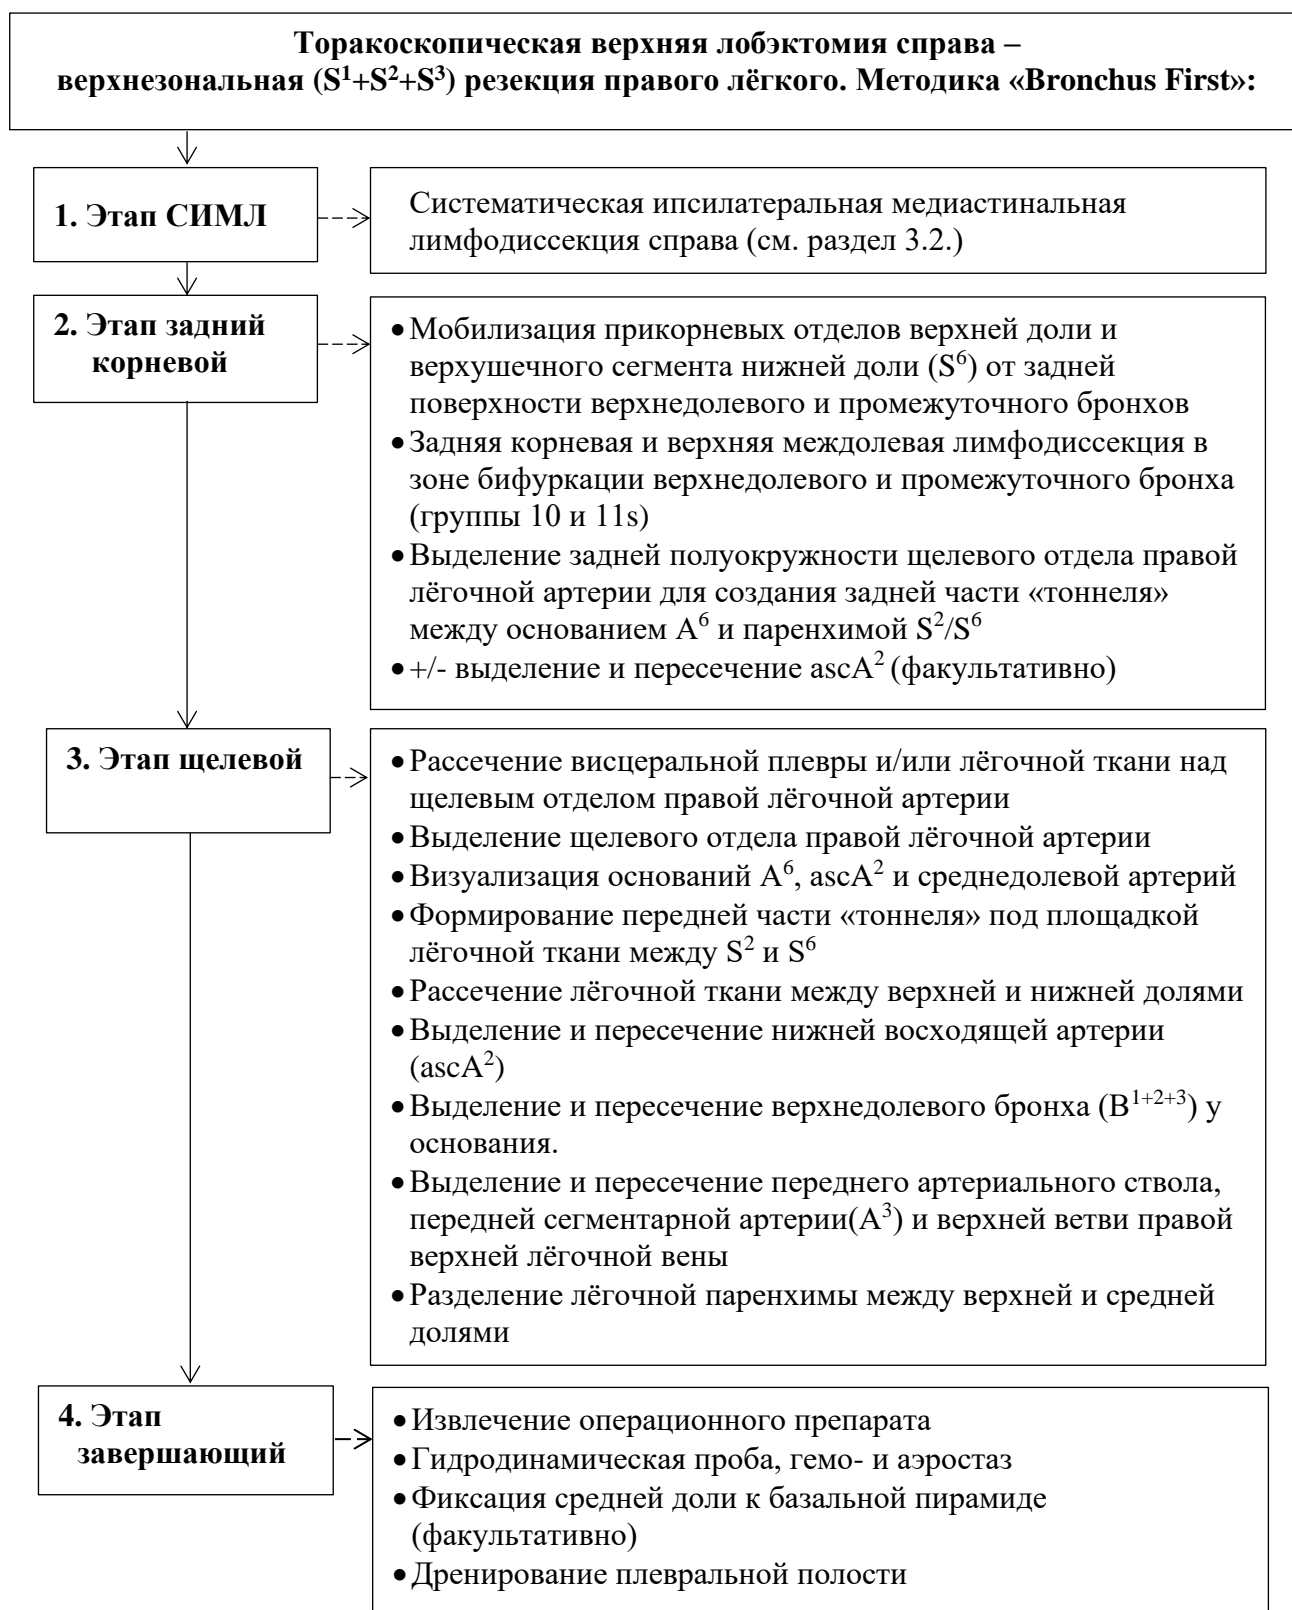 Торакоскопическая верхняя лобэктомия справа –
верхнезональная (S¹+S²+S³) резекция правого лёгкого. Методика «Bronchus First»:
1. Этап СИМЛ
Систематическая ипсилатеральная медиастинальная
лимфодиссекция справа (см. раздел 3.2.)
2. Этап задний
корневой
• Мобилизация прикорневых отделов верхней доли и
верхушечного сегмента нижней доли (S⁶) от задней
поверхности верхнедолевого и промежуточного бронхов
• Задняя корневая и верхняя междолевая лимфодиссекция в
зоне бифуркации верхнедолевого и промежуточного бронха
(группы 10 и 11s)
• Выделение задней полуокружности щелевого отдела правой
лёгочной артерии для создания задней части «тоннеля»
между основанием A⁶ и паренхимой S²/S⁶
• +/- выделение и пересечение ascA² (факультативно)
3. Этап щелевой
• Рассечение висцеральной плевры и/или лёгочной ткани над
щелевым отделом правой лёгочной артерии
• Выделение щелевого отдела правой лёгочной артерии
• Визуализация оснований A⁶, ascA² и среднедолевой артерий
• Формирование передней части «тоннеля» под площадкой
лёгочной ткани между S² и S⁶
• Рассечение лёгочной ткани между верхней и нижней долями
• Выделение и пересечение нижней восходящей артерии
(ascA²)
• Выделение и пересечение верхнедолевого бронха (B¹⁺²⁺³) у
основания.
• Выделение и пересечение переднего артериального ствола,
передней сегментарной артерии(A³) и верхней ветви правой
верхней лёгочной вены
• Разделение лёгочной паренхимы между верхней и средней
долями
4. Этап
завершающий
• Извлечение операционного препарата
• Гидродинамическая проба, гемо- и аэростаз
• Фиксация средней доли к базальной пирамиде
(факультативно)
• Дренирование плевральной полости